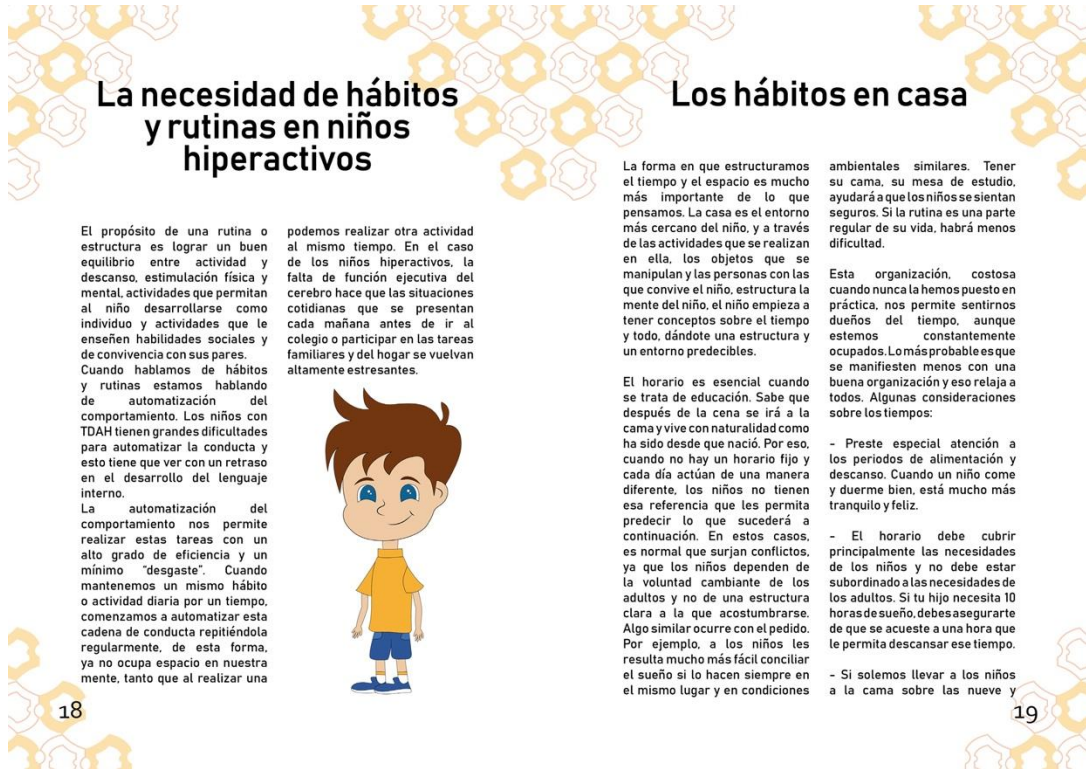 La necesidad de hábitos
y rutinas en niños
hiperactivos
El propósito de una rutina o
estructura es lograr un buen
equilibrio entre actividad y
descanso, estimulación física y
mental, actividades que permitan
al niño desarrollarse como
individuo y actividades que le
enseñen habilidades sociales y
de convivencia con sus pares.
Cuando hablamos de hábitos
y rutinas estamos hablando
de automatización del
comportamiento. Los niños con
TDAH tienen grandes dificultades
para automatizar la conducta y
esto tiene que ver con un retraso
en el desarrollo del lenguaje
interno.
La automatización del
comportamiento nos permite
realizar estas tareas con un
alto grado de eficiencia y un
mínimo "desgaste". Cuando
mantenemos un mismo hábito
o actividad diaria por un tiempo,
comenzamos a automatizar esta
cadena de conducta repitiéndola
regularmente, de esta forma,
ya no ocupa espacio en nuestra
mente, tanto que al realizar una
podemos realizar otra actividad
al mismo tiempo. En el caso
de los niños hiperactivos, la
falta de función ejecutiva del
cerebro hace que las situaciones
cotidianas que se presentan
cada mañana antes de ir al
colegio o participar en las tareas
familiares y del hogar se vuelvan
altamente estresantes.
18
Los hábitos en casa
La forma en que estructuramos
el tiempo y el espacio es mucho
más importante de lo que
pensamos. La casa es el entorno
más cercano del niño, y a través
de las actividades que se realizan
en ella, los objetos que se
manipulan y las personas con las
que convive el niño, estructura la
mente del niño, el niño empieza a
tener conceptos sobre el tiempo
y todo, dándote una estructura y
un entorno predecibles.
El horario es esencial cuando
se trata de educación. Sabe que
después de la cena se irá a la
cama y vive con naturalidad como
ha sido desde que nació. Por eso,
cuando no hay un horario fijo y
cada día actúan de una manera
diferente, los niños no tienen
esa referencia que les permita
predecir lo que sucederá a
continuación. En estos casos,
es normal que surjan conflictos,
ya que los niños dependen de
la voluntad cambiante de los
adultos y no de una estructura
clara a la que acostumbrarse.
Algo similar ocurre con el pedido.
Por ejemplo, a los niños les
resulta mucho más fácil conciliar
el sueño si lo hacen siempre en
el mismo lugar y en condiciones
ambientales similares. Tener
su cama, su mesa de estudio,
ayudará a que los niños se sientan
seguros. Si la rutina es una parte
regular de su vida, habrá menos
dificultad.
Esta organización, costosa
cuando nunca la hemos puesto en
práctica, nos permite sentirnos
dueños del tiempo, aunque
estemos constantemente
ocupados. Lo más probable es que
se manifiesten menos con una
buena organización y eso relaja a
todos. Algunas consideraciones
sobre los tiempos:
- Preste especial atención a
los periodos de alimentación y
descanso. Cuando un niño come
y duerme bien, está mucho más
tranquilo y feliz.
- El horario debe cubrir
principalmente las necesidades
de los niños y no debe estar
subordinado a las necesidades de
los adultos. Si tu hijo necesita 10
horas de sueño, debes asegurarte
de que se acueste a una hora que
le permita descansar ese tiempo.
- Si solemos llevar a los niños
a la cama sobre las nueve y
19